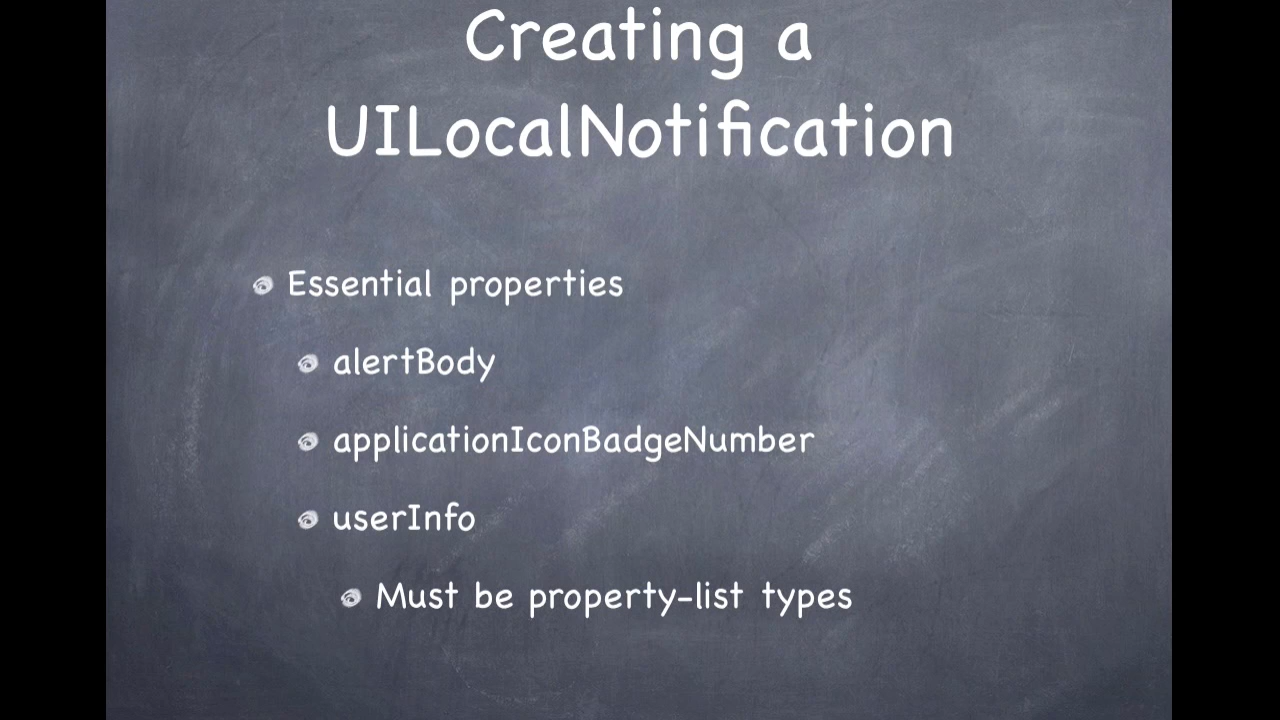 Creating a
UILocalNotification
Essential properties
alertBody
applicationIconBadgeNumber
userInfo
Must be property-list types